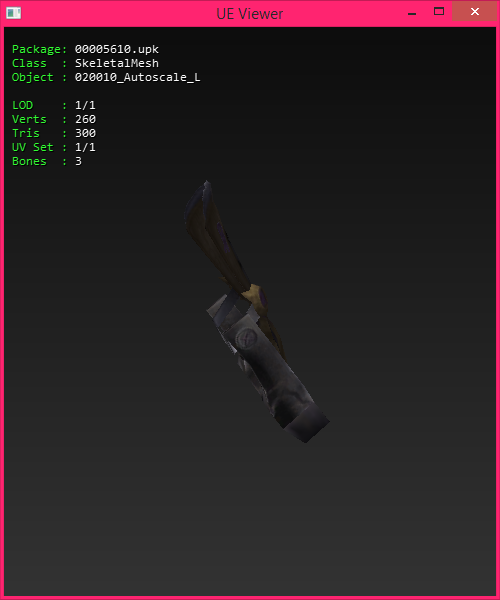 UE Viewer
Package: 00005610.upk
Class  : SkeletalMesh
Object : 020010_Autoscale_L
LOD    : 1/1
Verts  : 260
Tris   : 300
UV Set : 1/1
Bones  : 3